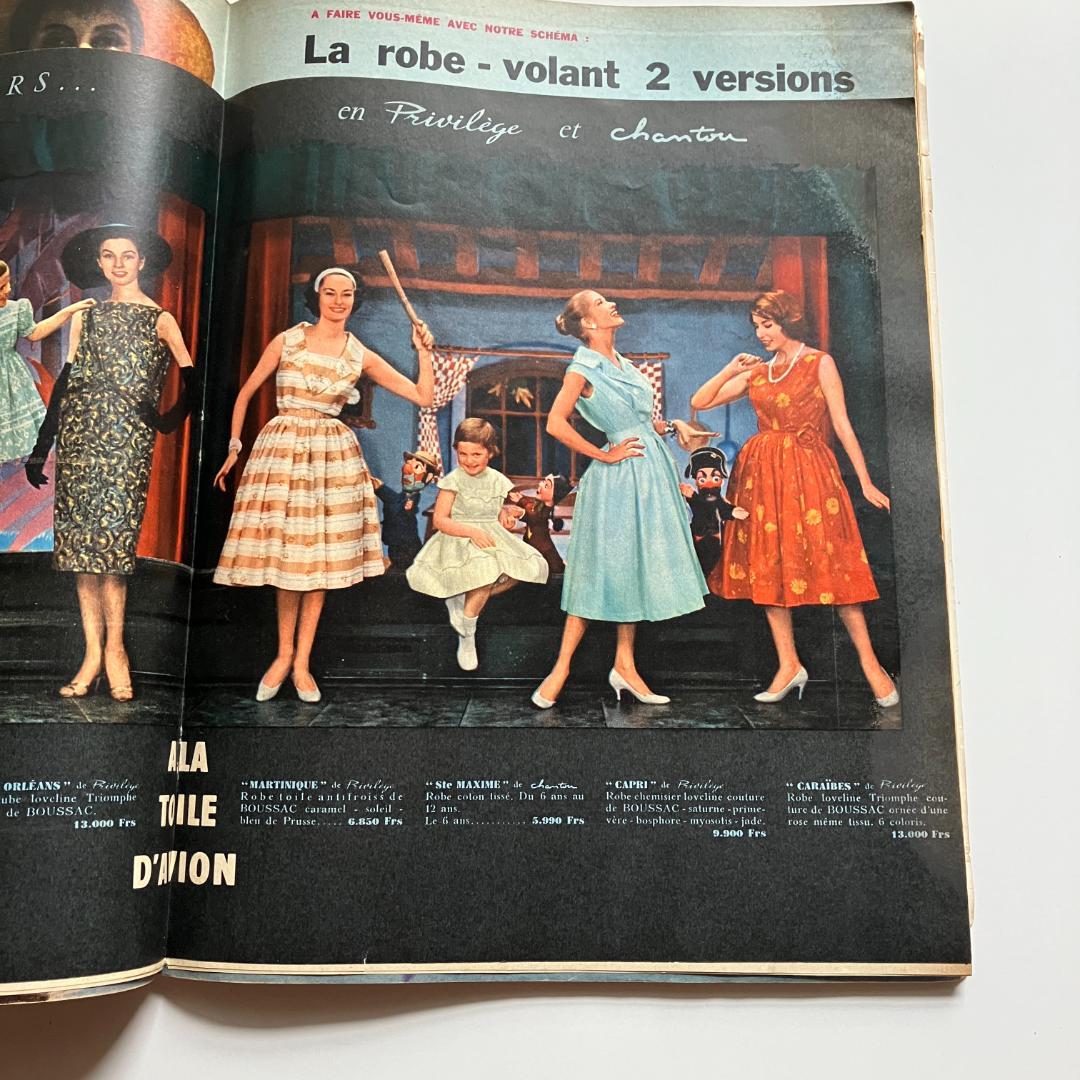 A FAIRE VOUS-MÊME AVEC NOTRE SCHÉMA :
La robe - volant 2 versions
RS...
en Privilège et chantou
A LA
TOILE
D'AVION
ORLÉANS" de Privilège
ube loveline Triomphe
de BOUSSAC.
13.000 Frs
"MARTINIQUE" de Privilège
Robe toile antifroiss de
BOUSSAC caramel - soleil -
bleu de Prusse..... 6.850 Frs
"Ste MAXIME" de chantou
Robe coton tissé. Du 6 ans au
12 ans.
Le 6 ans.......... 5.990 Frs
"CAPRI" de Privilège
Robe chemisier loveline couture
de BOUSSAC - saturne - prime-
vère - bosphore - myosotis - jade.
9.900 Frs
"CARAÏBES" de Privilège
Robe loveline Triomphe cou-
ture de BOUSSAC ornée d'une
rose même tissu. 6 coloris.
13.000 Frs